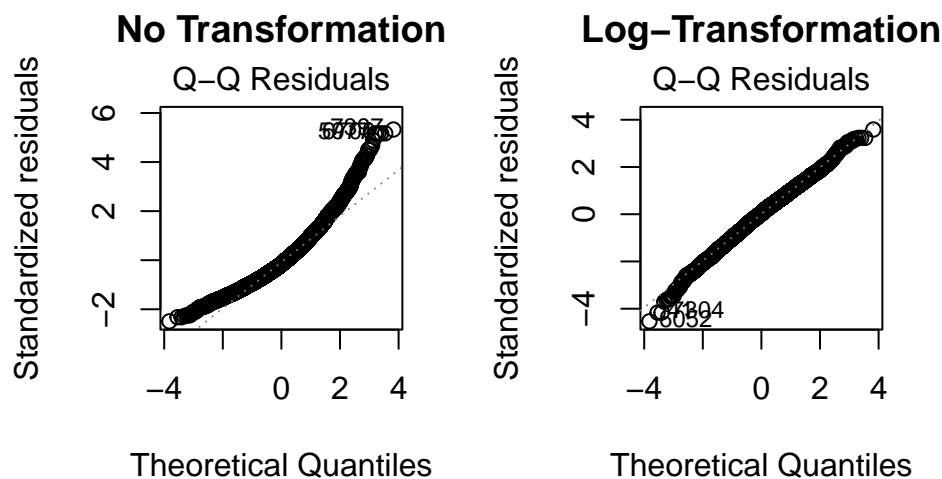 No Transformation
Q−Q Residuals
Standardized residuals
6
4
2
−2
−4
0
2
4
Theoretical Quantiles
Log−Transformation
Q−Q Residuals
Standardized residuals
4
2
0
−4
6052
−4
0
2
4
Theoretical Quantiles